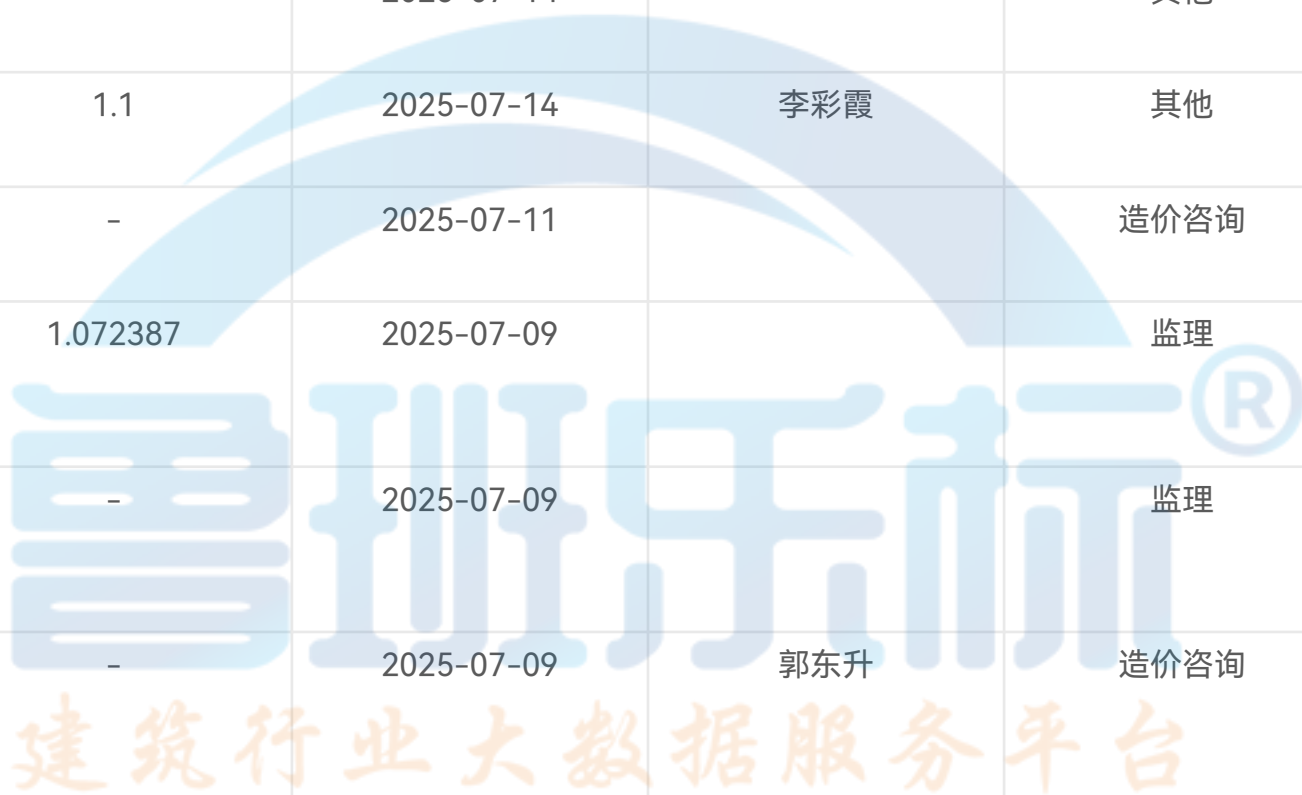 1.1 2025-07-14 李彩霞 其他
- 2025-07-11 造价咨询
1.072387 2025-07-09 监理
- 2025-07-09 监理
- 2025-07-09 郭东升 造价咨询
鲁班乐标®
建筑行业大数据服务平台